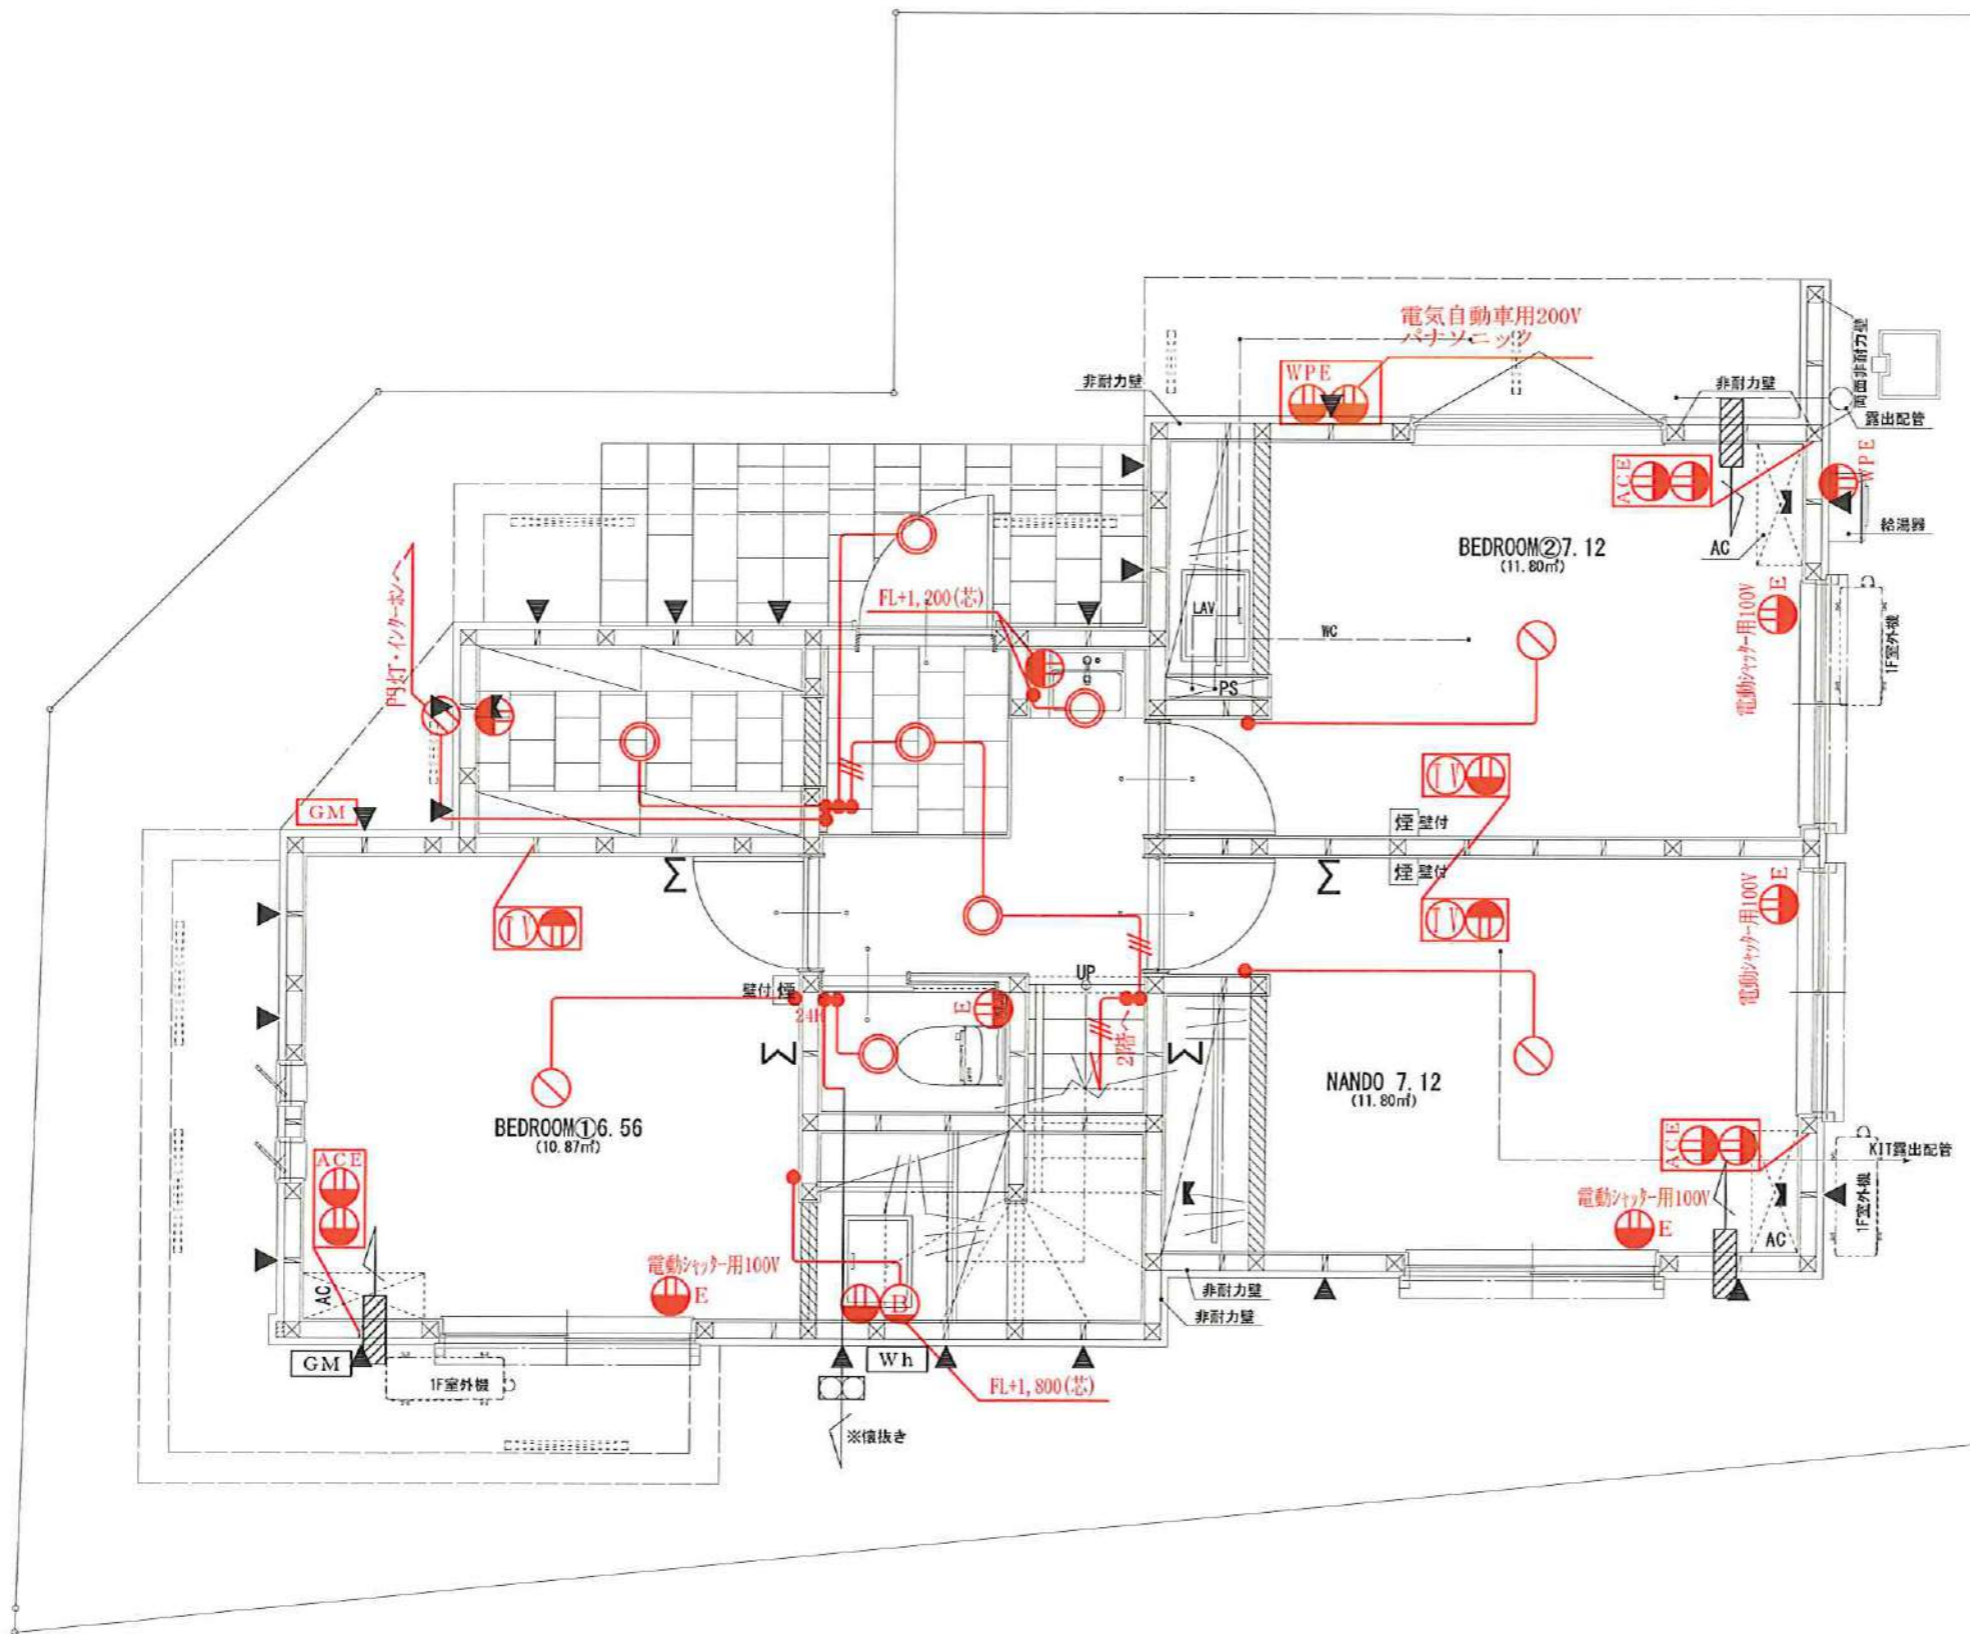 電気自動車用200V
パナソニック
WPE
非耐力壁
非耐力壁
両面非耐力壁
露出配管
ACE
WPE
給湯器
AC
BEDROOM②7.12
(11.80㎡)
E
電動シャッター用100V
1F室外機
FL+1,200(芯)
LAV
WC
PS
門灯・インターホンへ
GM
TV
煙 壁付
煙 壁付
TV
E
電動シャッター用100V
TV
UP
壁付 煙
24H
E
2階へ
NANDO 7.12
(11.80㎡)
BEDROOM①6.56
(10.87㎡)
ACE
ACE
KIT露出配管
電動シャッター用100V
E
1F室外機
AC
電動シャッター用100V
E
AC
B
非耐力壁
非耐力壁
GM
1F室外機
Wh
FL+1,800(芯)
※懐抜き